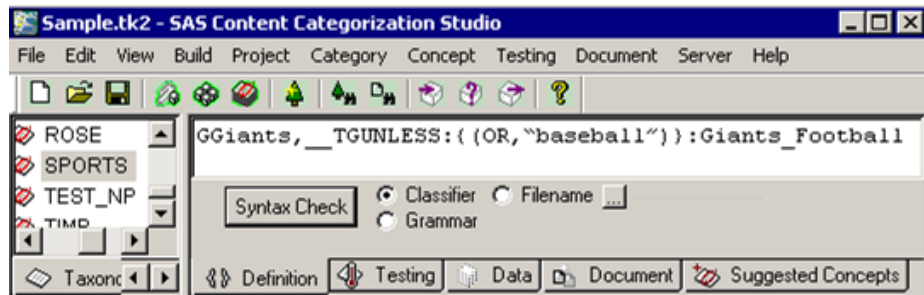 Sample.tk2 - SAS Content Categorization Studio
File Edit View Build Project Category Concept Testing Document Server Help
ROSE
SPORTS
TEST_NP
GGiants,__TGUNLESS:{(OR,"baseball")}:Giants_Football
Syntax Check
Classifier Filename ...
Grammar
Taxono Definition Testing Data Document Suggested Concepts